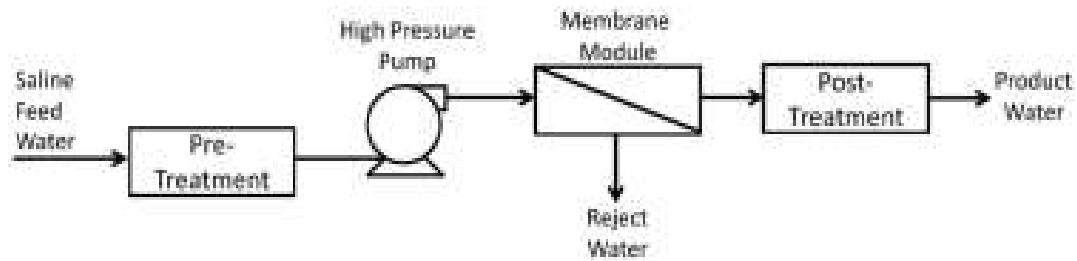 Saline
Feed
Water
Pre-
Treatment
High Pressure
Pump
Membrane
Module
Reject
Water
Post-
Treatment
Product
Water